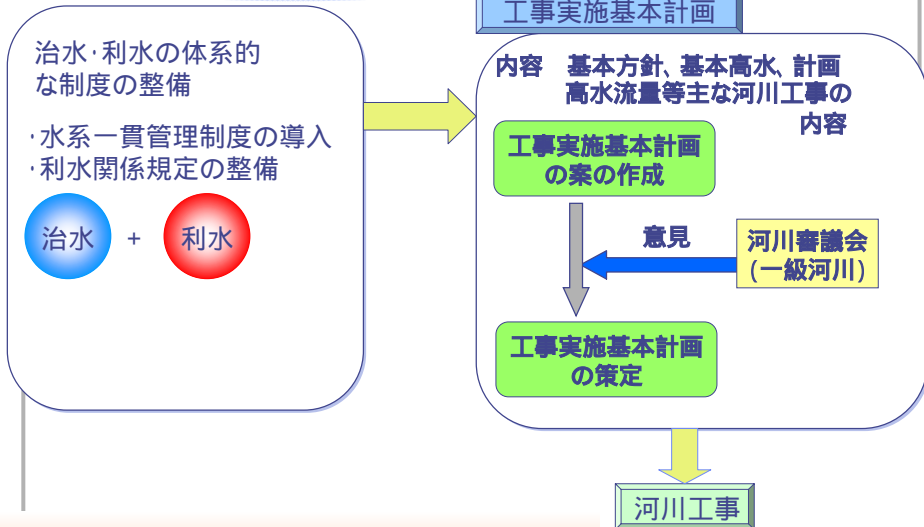 治水・利水の体系的
な制度の整備
・水系一貫管理制度の導入
・利水関係規定の整備
治水 + 利水
工事実施基本計画
内容 基本方針、基本高水、計画
高水流量等主な河川工事の
内容
工事実施基本計画
の案の作成
意見
河川審議会
(一級河川)
工事実施基本計画
の策定
河川工事